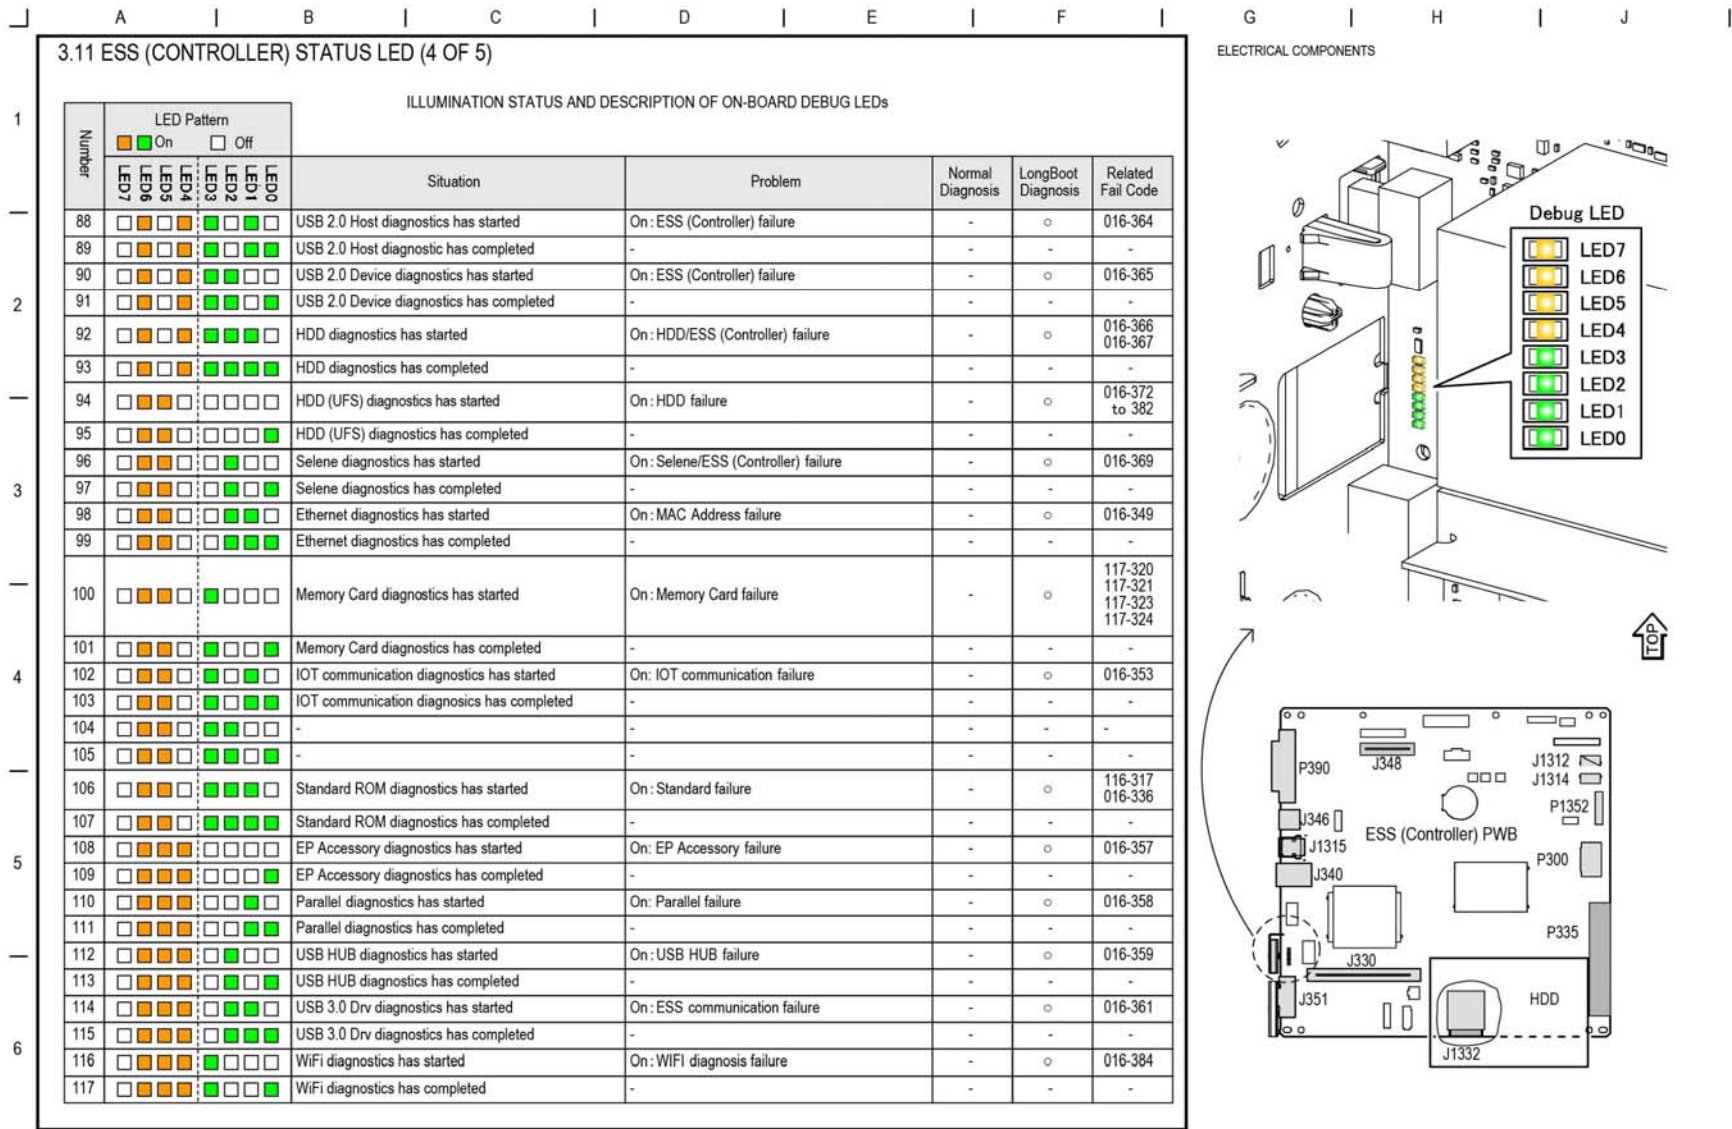 A B C D E F G H J
3.11 ESS (CONTROLLER) STATUS LED (4 OF 5)
ELECTRICAL COMPONENTS
ILLUMINATION STATUS AND DESCRIPTION OF ON-BOARD DEBUG LEDs
1
2
3
4
5
6
Number
LED Pattern
On Off
LED7 LED6 LED5 LED4 LED3 LED2 LED1 LED0
Situation Problem Normal Diagnosis LongBoot Diagnosis Related Fail Code
88 USB 2.0 Host diagnostics has started On : ESS (Controller) failure - ○ 016-364
89 USB 2.0 Host diagnostic has completed - - - -
90 USB 2.0 Device diagnostics has started On : ESS (Controller) failure - ○ 016-365
91 USB 2.0 Device diagnostics has completed - - - -
92 HDD diagnostics has started On : HDD/ESS (Controller) failure - ○ 016-366 016-367
93 HDD diagnostics has completed - - - -
94 HDD (UFS) diagnostics has started On : HDD failure - ○ 016-372 to 382
95 HDD (UFS) diagnostics has completed - - - -
96 Selene diagnostics has started On : Selene/ESS (Controller) failure - ○ 016-369
97 Selene diagnostics has completed - - - -
98 Ethernet diagnostics has started On : MAC Address failure - ○ 016-349
99 Ethernet diagnostics has completed - - - -
100 Memory Card diagnostics has started On : Memory Card failure - ○ 117-320 117-321 117-323 117-324
101 Memory Card diagnostics has completed - - - -
102 IOT communication diagnostics has started On: IOT communication failure - ○ 016-353
103 IOT communication diagnosics has completed - - - -
104 - - - - -
105 - - - - -
106 Standard ROM diagnostics has started On : Standard failure - ○ 116-317 016-336
107 Standard ROM diagnostics has completed - - - -
108 EP Accessory diagnostics has started On: EP Accessory failure - ○ 016-357
109 EP Accessory diagnostics has completed - - - -
110 Parallel diagnostics has started On: Parallel failure - ○ 016-358
111 Parallel diagnostics has completed - - - -
112 USB HUB diagnostics has started On : USB HUB failure - ○ 016-359
113 USB HUB diagnostics has completed - - - -
114 USB 3.0 Drv diagnostics has started On : ESS communication failure - ○ 016-361
115 USB 3.0 Drv diagnostics has completed - - - -
116 WiFi diagnostics has started On : WIFI diagnosis failure - ○ 016-384
117 WiFi diagnostics has completed - - - -
Debug LED
LED7
LED6
LED5
LED4
LED3
LED2
LED1
LED0
TOP
P390
J348
J1312
J1314
P1352
J346
ESS (Controller) PWB
J1315
P300
J340
P335
J330
J351
HDD
J1332